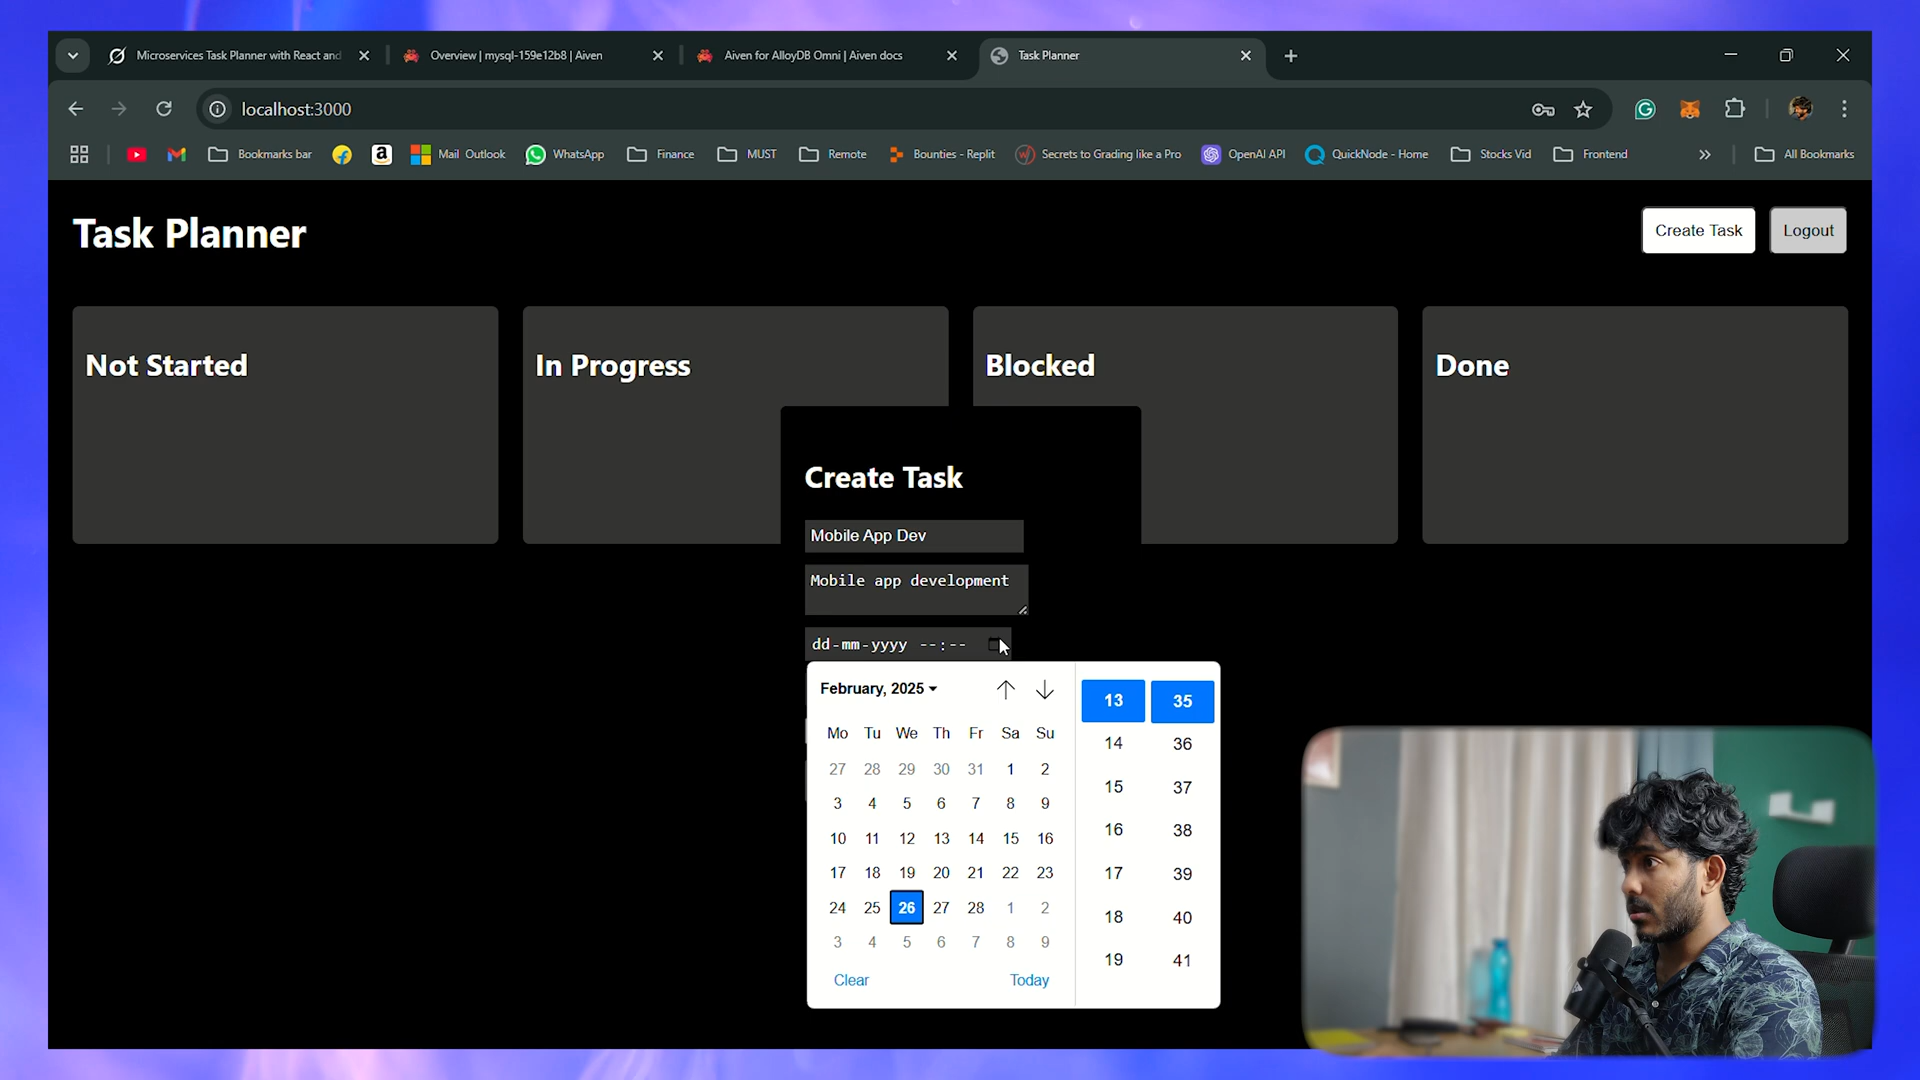 Microservices Task Planner with React and
Overview | mysql-159e12b8 | Aiven
Aiven for AlloyDB Omni | Aiven docs
Task Planner
localhost:3000
Bookmarks bar
Mail Outlook
WhatsApp
Finance
MUST
Remote
Bounties - Replit
Secrets to Grading like a Pro
OpenAI API
QuickNode - Home
Stocks Vid
Frontend
All Bookmarks
Task Planner
Create Task
Logout
Not Started
In Progress
Blocked
Done
Create Task
Mobile App Dev
Mobile app development
dd-mm-yyyy --:--
February, 2025
Mo Tu We Th Fr Sa Su
27 28 29 30 31 1 2
3 4 5 6 7 8 9
10 11 12 13 14 15 16
17 18 19 20 21 22 23
24 25 26 27 28 1 2
3 4 5 6 7 8 9
Clear
Today
13 35
14 36
15 37
16 38
17 39
18 40
19 41